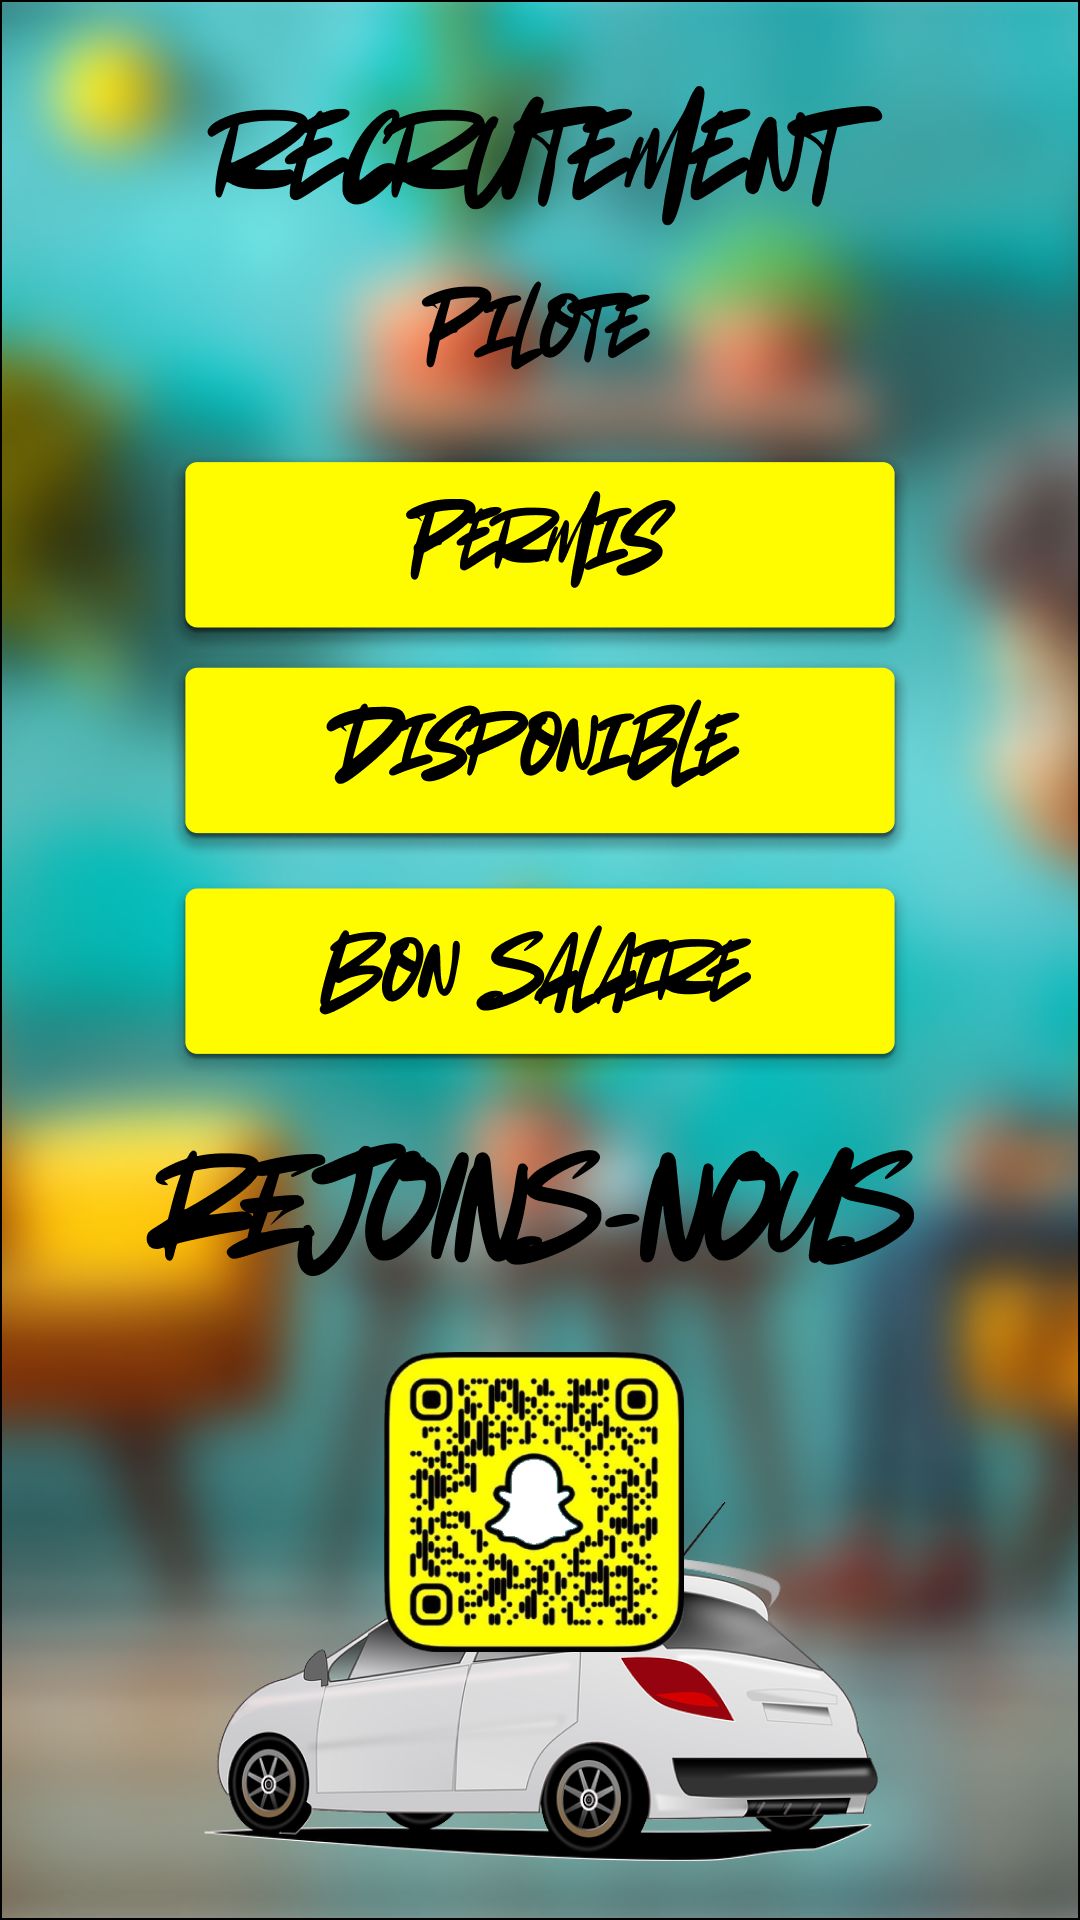 RECRUTEMENT
PILOTE
PERMIS
DISPONIBLE
BON SALAIRE
REJOINS-NOUS